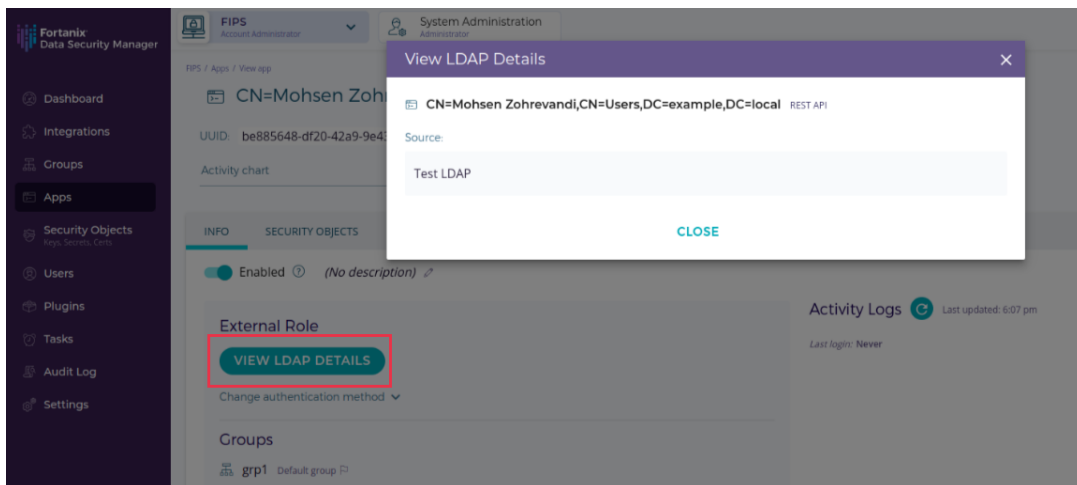 Fortanix®
Data Security Manager
Dashboard
Integrations
Groups
Apps
Security Objects
Keys, Secrets, Certs
Users
Plugins
Tasks
Audit Log
Settings
FIPS
Account Administrator
System Administration
Administrator
FIPS / Apps / View app
CN=Mohsen Zohr
UUID: be885648-df20-42a9-9e43
Activity chart
View LDAP Details
CN=Mohsen Zohrevandi,CN=Users,DC=example,DC=local REST API
Source:
Test LDAP
CLOSE
INFO SECURITY OBJECTS
Enabled (No description)
External Role
VIEW LDAP DETAILS
Change authentication method
Groups
grp1 Default group
Activity Logs Last updated: 6:07 pm
Last login: Never